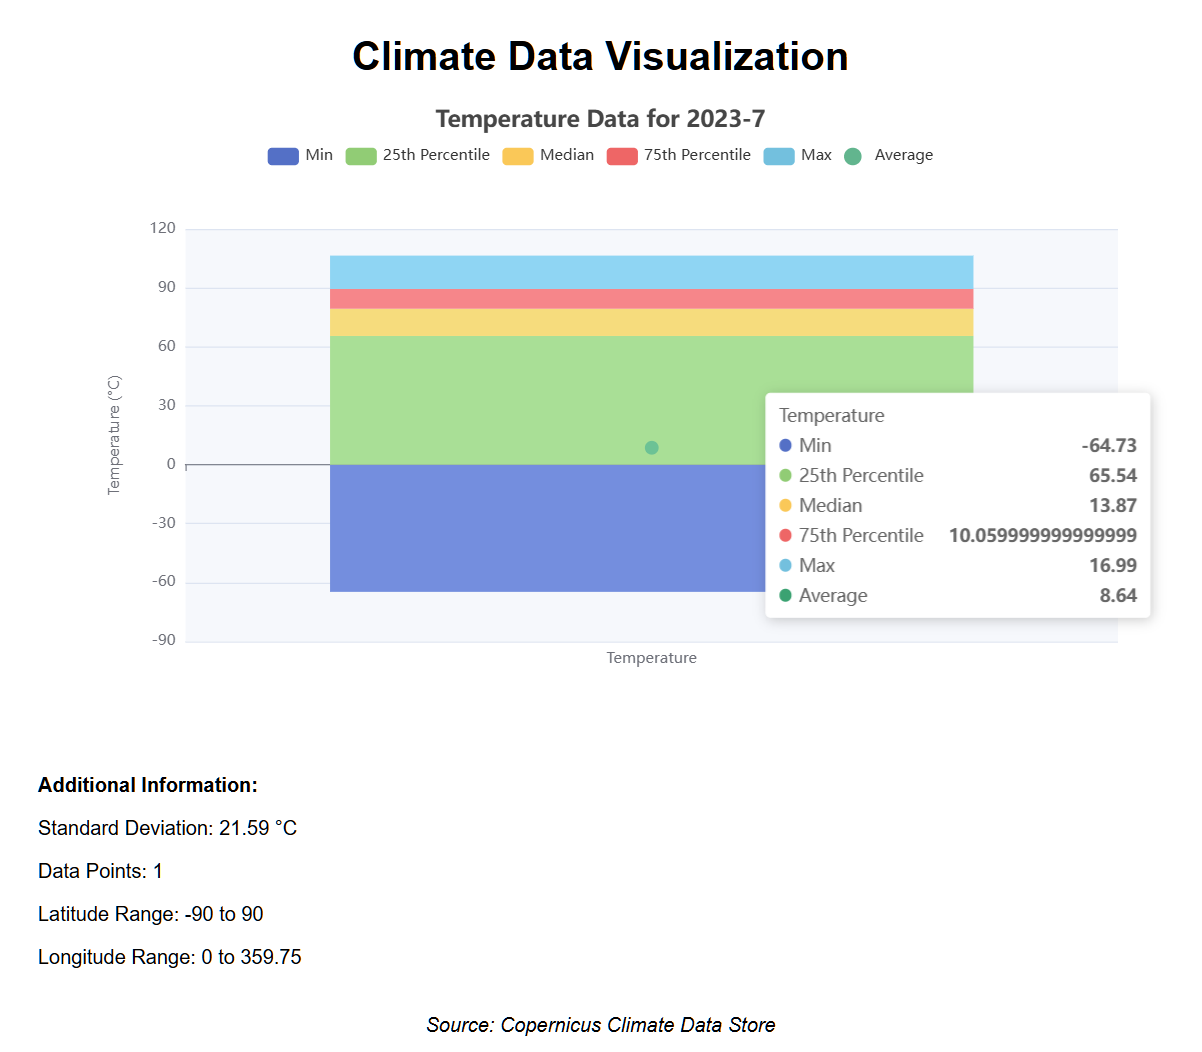 Climate Data Visualization
Temperature Data for 2023-7
Min 25th Percentile Median 75th Percentile Max Average
120
90
60
30
0
-30
-60
-90
Temperature (°C)
Temperature
Temperature
Min -64.73
25th Percentile 65.54
Median 13.87
75th Percentile 10.059999999999999
Max 16.99
Average 8.64
Additional Information:
Standard Deviation: 21.59 °C
Data Points: 1
Latitude Range: -90 to 90
Longitude Range: 0 to 359.75
Source: Copernicus Climate Data Store